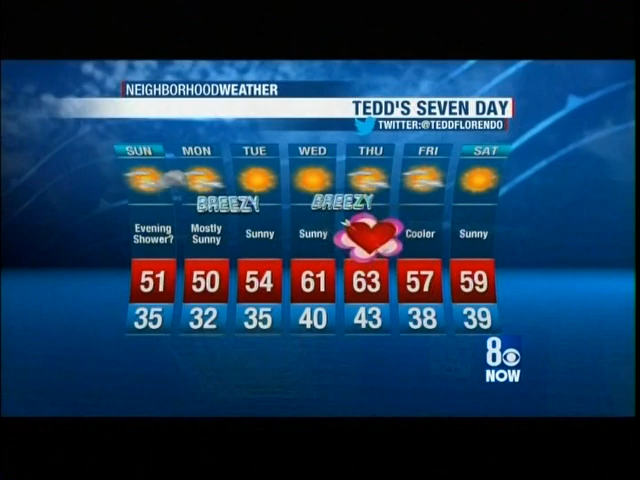 NEIGHBORHOODWEATHER
TEDD'S SEVEN DAY
TWITTER:@TEDDFLORENDO
SUN MON TUE WED THU FRI SAT
BREEZY BREEZY
Evening Shower? Mostly Sunny Sunny Sunny Cooler Sunny
51 50 54 61 63 57 59
35 32 35 40 43 38 39
8
NOW